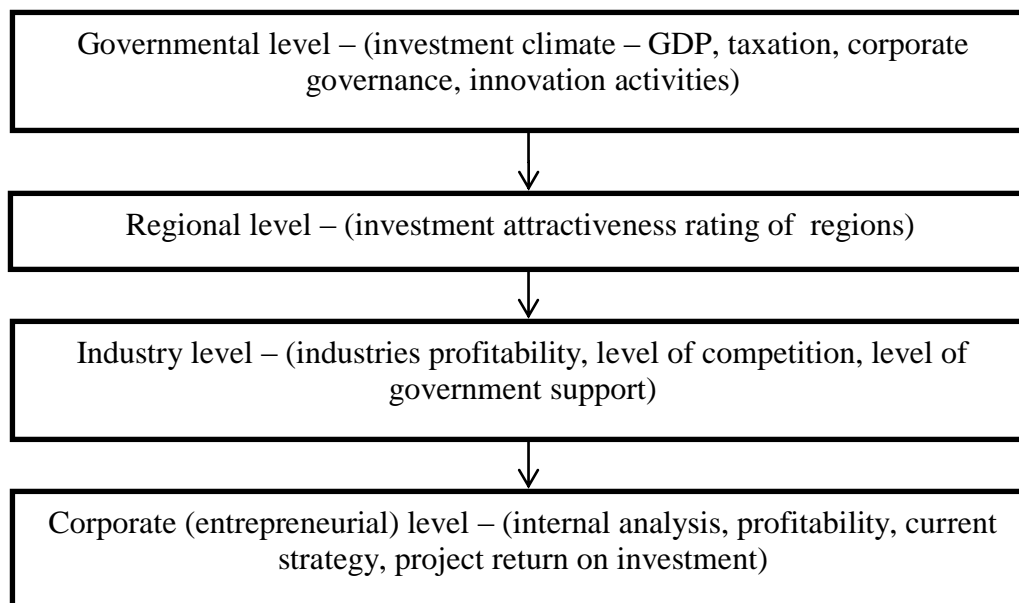 Governmental level – (investment climate – GDP, taxation, corporate
governance, innovation activities)
Regional level – (investment attractiveness rating of  regions)
Industry level – (industries profitability, level of competition, level of
government support)
Corporate (entrepreneurial) level – (internal analysis, profitability, current
strategy, project return on investment)